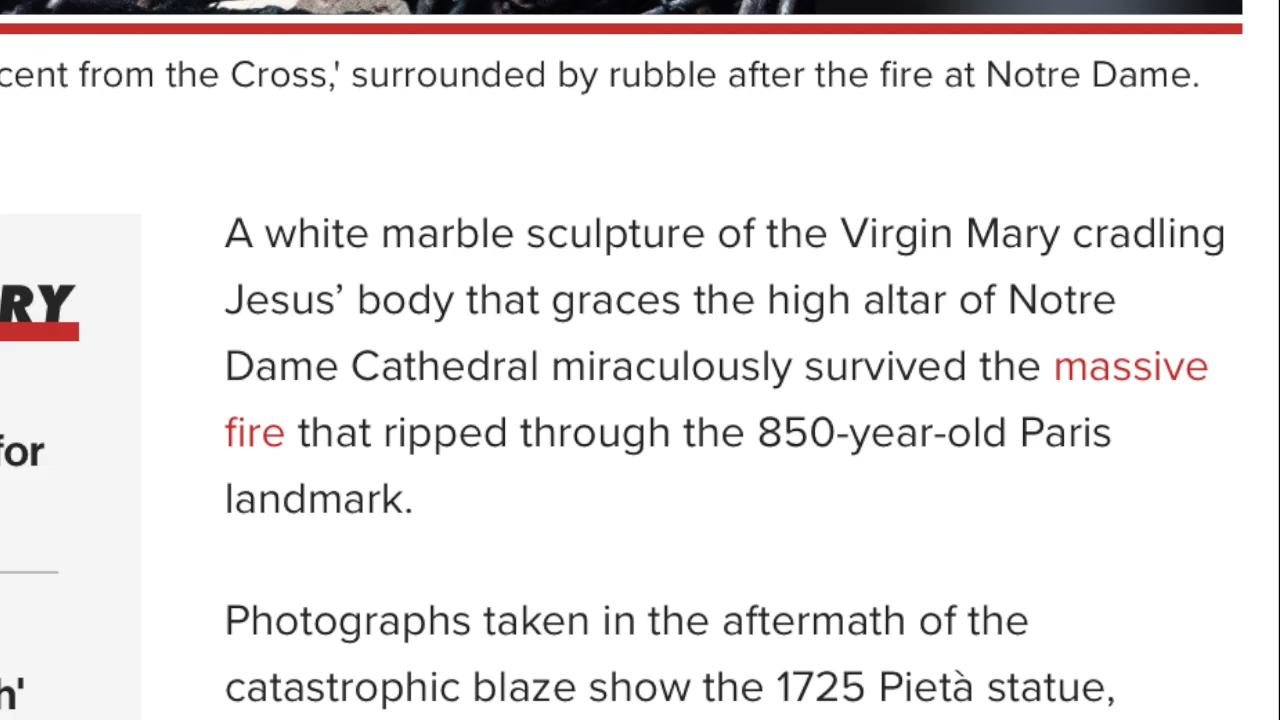 cent from the Cross,' surrounded by rubble after the fire at Notre Dame.
RY
for
h'
A white marble sculpture of the Virgin Mary cradling
Jesus’ body that graces the high altar of Notre
Dame Cathedral miraculously survived the massive
fire that ripped through the 850-year-old Paris
landmark.
Photographs taken in the aftermath of the
catastrophic blaze show the 1725 Pietà statue,